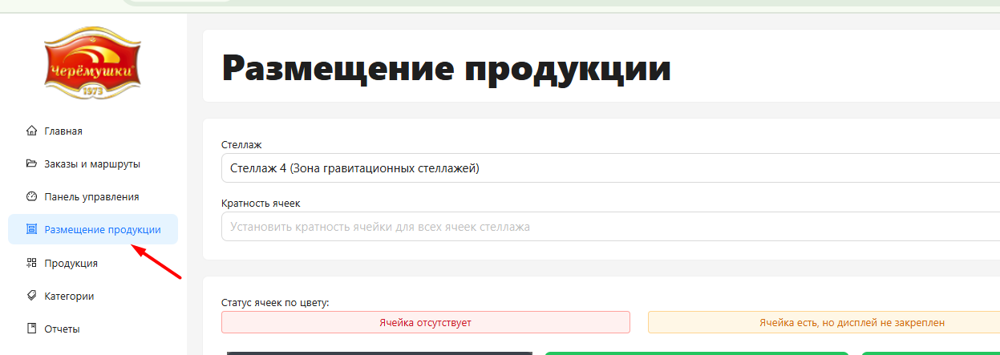 Черёмушки
1973
Главная
Заказы и маршруты
Панель управления
Размещение продукции
Продукция
Категории
Отчеты
Размещение продукции
Стеллаж
Стеллаж 4 (Зона гравитационных стеллажей)
Кратность ячеек
Установить кратность ячейки для всех ячеек стеллажа
Статус ячеек по цвету:
Ячейка отсутствует
Ячейка есть, но дисплей не закреплен